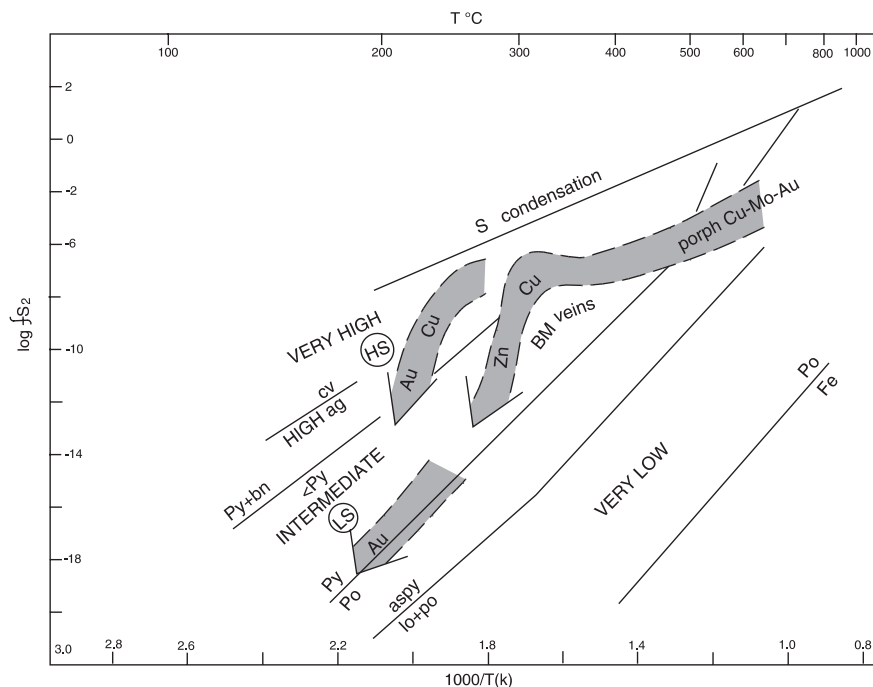 T °C
100 200 300 400 500 600 800 1000
2
0
-2
-6
-10
-14
-18
log fS2
S condensation
porph Cu-Mo-Au
VERY HIGH
HS
Cu
Au
Cu
Zn
BM veins
cv
HIGH ag
Py+bn
<Py
INTERMEDIATE
LS
Au
Py
Po
aspy
lo+po
VERY LOW
Po
Fe
3.0 2.8 2.6 2.2 1.8 1.4 1.0 0.8
1000/T(k)